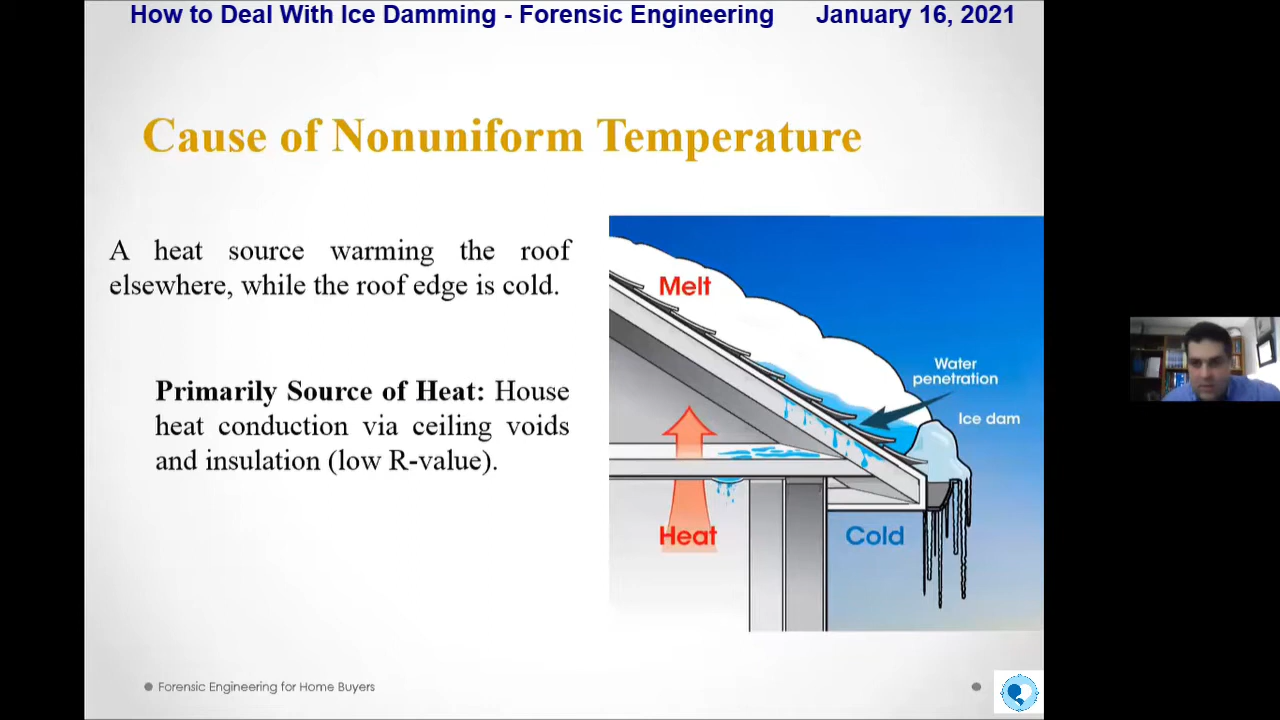 How to Deal With Ice Damming - Forensic Engineering January 16, 2021
Cause of Nonuniform Temperature
A heat source warming the roof
elsewhere, while the roof edge is cold.
Primarily Source of Heat: House
heat conduction via ceiling voids
and insulation (low R-value).
Melt
Water
penetration
Ice dam
Heat
Cold
Forensic Engineering for Home Buyers